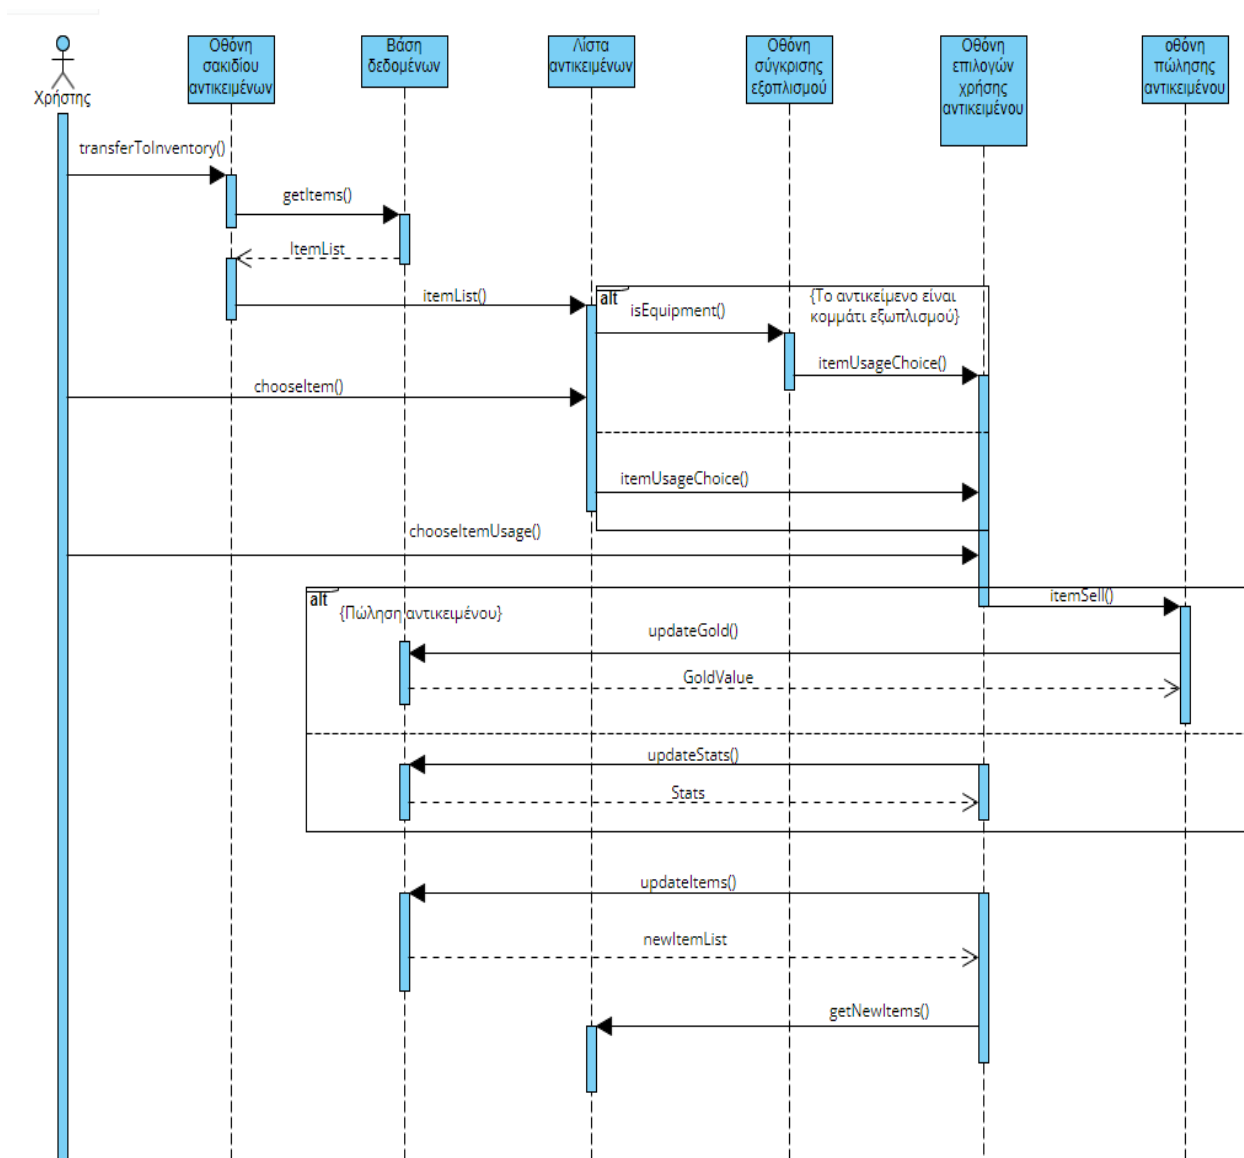 Χρήστης
Οθόνη
σακιδίου
αντικειμένων
Βάση
δεδομένων
Λίστα
αντικειμένων
Οθόνη
σύγκρισης
εξοπλισμού
Οθόνη
επιλογών
χρήσης
αντικειμένου
οθόνη
πώλησης
αντικειμένου
transferToInventory()
getItems()
ItemList
itemList()
alt
{Το αντικείμενο είναι
κομμάτι εξωπλισμού}
isEquipment()
itemUsageChoice()
chooseItem()
itemUsageChoice()
chooseItemUsage()
alt
{Πώληση αντικειμένου}
itemSell()
updateGold()
GoldValue
updateStats()
Stats
updateItems()
newItemList
getNewItems()